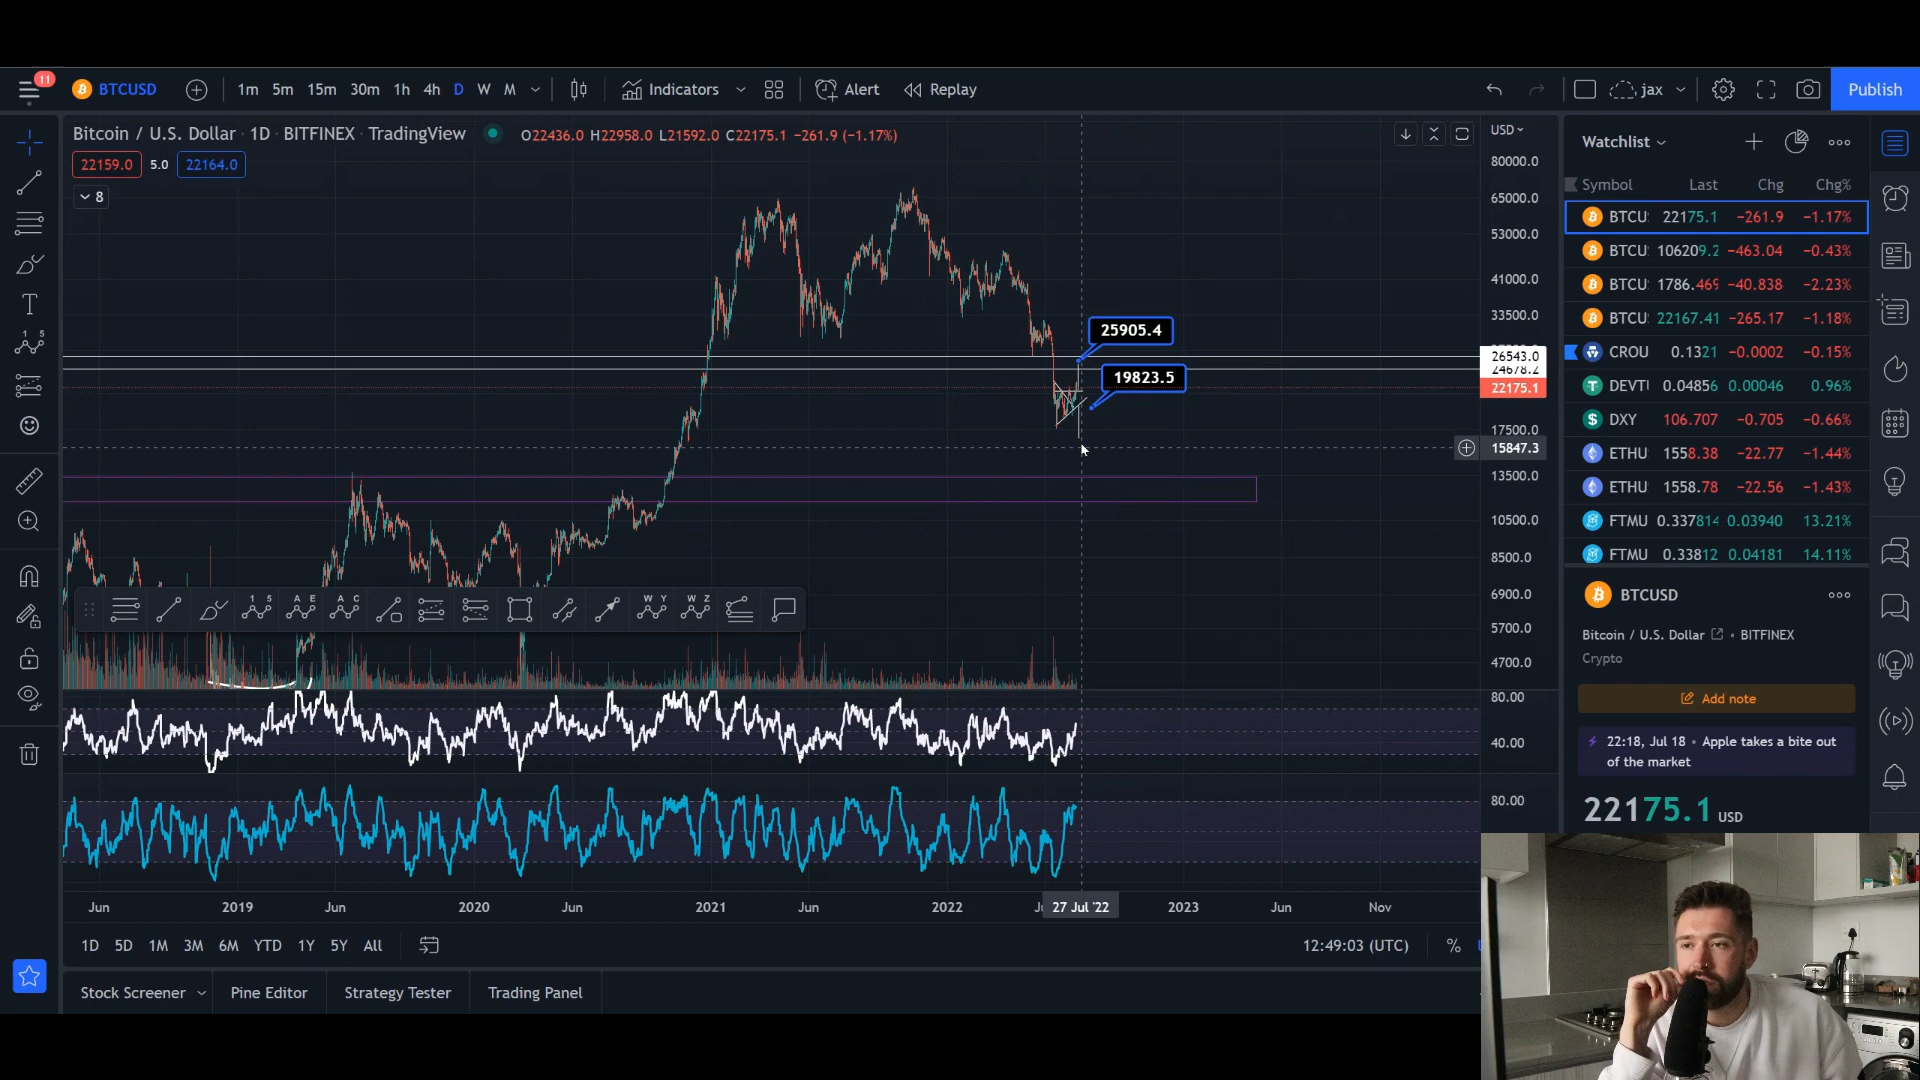 11
BTCUSD
1m 5m 15m 30m 1h 4h D W M
Indicators
Alert
Replay
jax
Publish
Bitcoin / U.S. Dollar · 1D · BITFINEX · TradingView
O22436.0 H22958.0 L21592.0 C22175.1 −261.9 (−1.17%)
USD
22159.0 5.0 22164.0
8
80000.0
65000.0
53000.0
41000.0
33500.0
26543.0
24678.2
22175.1
17500.0
15847.3
13500.0
10500.0
8500.0
6900.0
5700.0
4700.0
80.00
40.00
80.00
25905.4
19823.5
1 5
A E
A C
W Y
W Z
Jun 2019 Jun 2020 Jun 2021 Jun 2022 27 Jul '22 2023 Jun Nov
1D 5D 1M 3M 6M YTD 1Y 5Y All
12:49:03 (UTC) %
Stock Screener Pine Editor Strategy Tester Trading Panel
Watchlist
Symbol Last Chg Chg%
BTCU 22175.1 −261.9 −1.17%
BTCU 106209.2 −463.04 −0.43%
BTCU 1786.469 −40.838 −2.23%
BTCU 22167.41 −265.17 −1.18%
CROU 0.1321 −0.0002 −0.15%
DEVTU 0.04856 0.00046 0.96%
DXY 106.707 −0.705 −0.66%
ETHU 1558.38 −22.77 −1.44%
ETHU 1558.78 −22.56 −1.43%
FTMU 0.337814 0.03940 13.21%
FTMU 0.33812 0.04181 14.11%
BTCUSD
Bitcoin / U.S. Dollar • BITFINEX
Crypto
Add note
22:18, Jul 18 • Apple takes a bite out
of the market
22175.1 USD